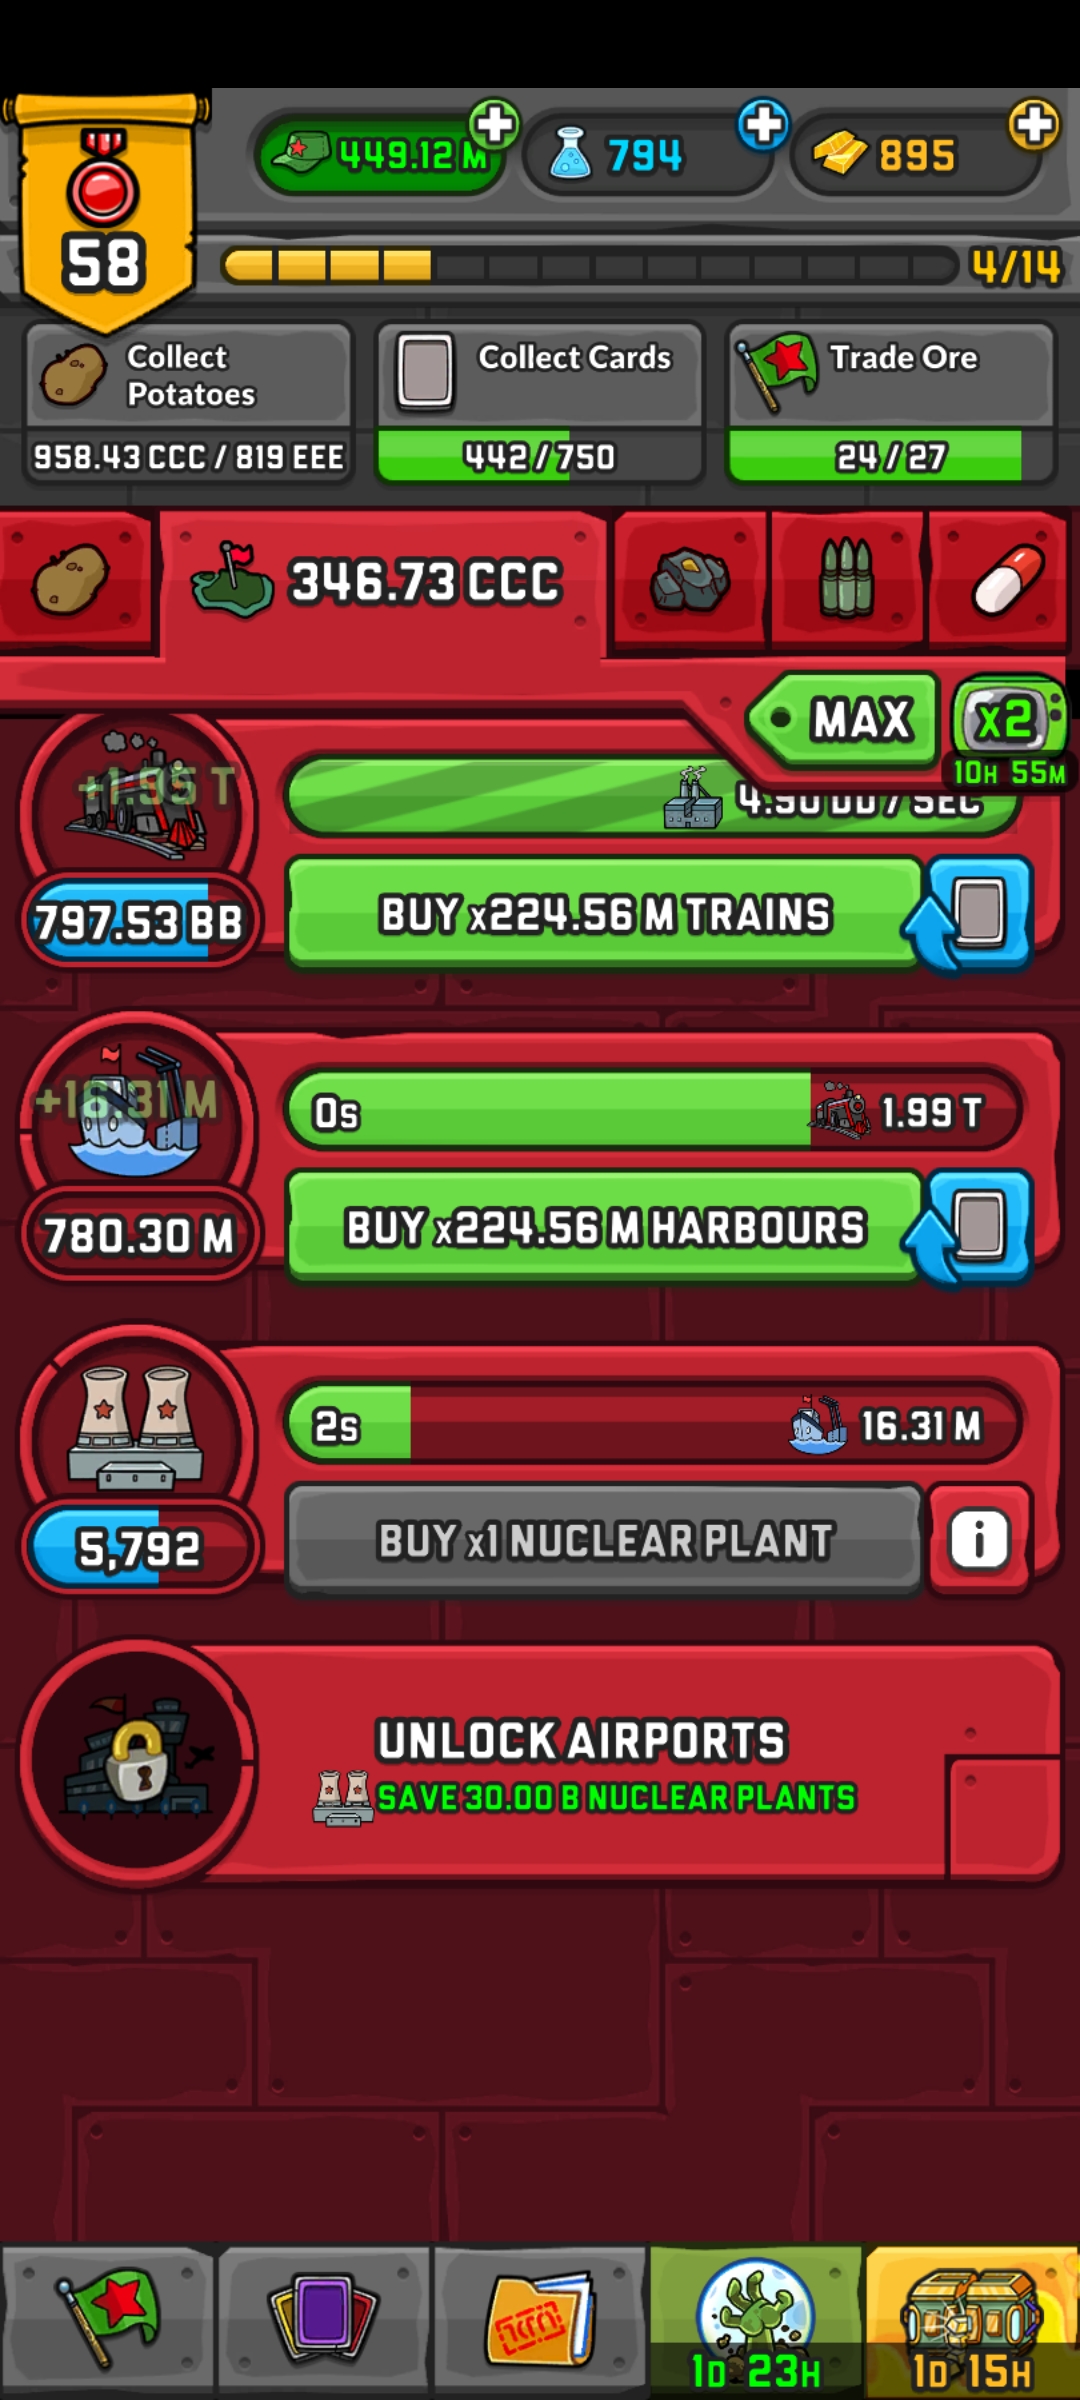 449.12 M
794
895
58
4/14
Collect Potatoes
958.43 CCC / 819 EEE
Collect Cards
442/750
Trade Ore
24/27
346.73 CCC
MAX
x2
10H 55M
+1.95 T
/ SEC
797.53 BB
BUY x224.56 M TRAINS
+16.31 M
0s
1.99 T
780.30 M
BUY x224.56 M HARBOURS
2s
16.31 M
5,792
BUY x1 NUCLEAR PLANT
i
UNLOCK AIRPORTS
SAVE 30.00 B NUCLEAR PLANTS
1D 23H
1D 15H